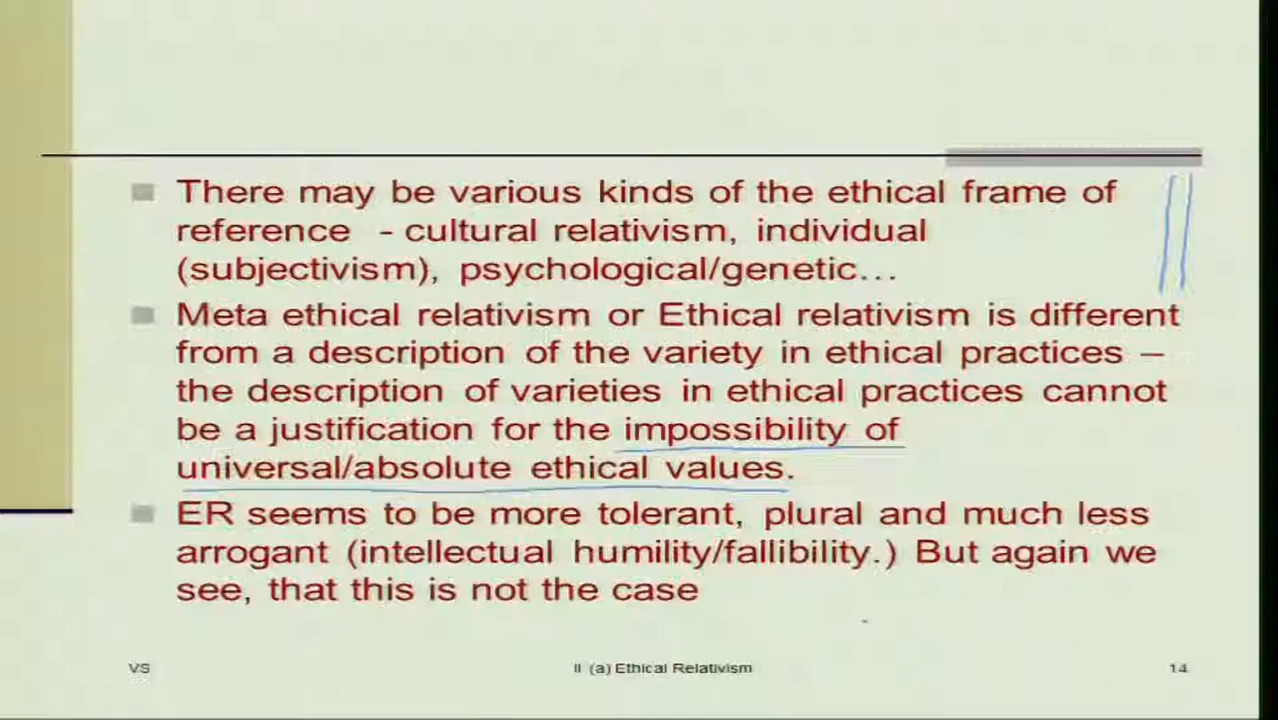 There may be various kinds of the ethical frame of
reference - cultural relativism, individual
(subjectivism), psychological/genetic...
Meta ethical relativism or Ethical relativism is different
from a description of the variety in ethical practices –
the description of varieties in ethical practices cannot
be a justification for the impossibility of
universal/absolute ethical values.
ER seems to be more tolerant, plural and much less
arrogant (intellectual humility/fallibility.) But again we
see, that this is not the case
VS II (a) Ethical Relativism 14